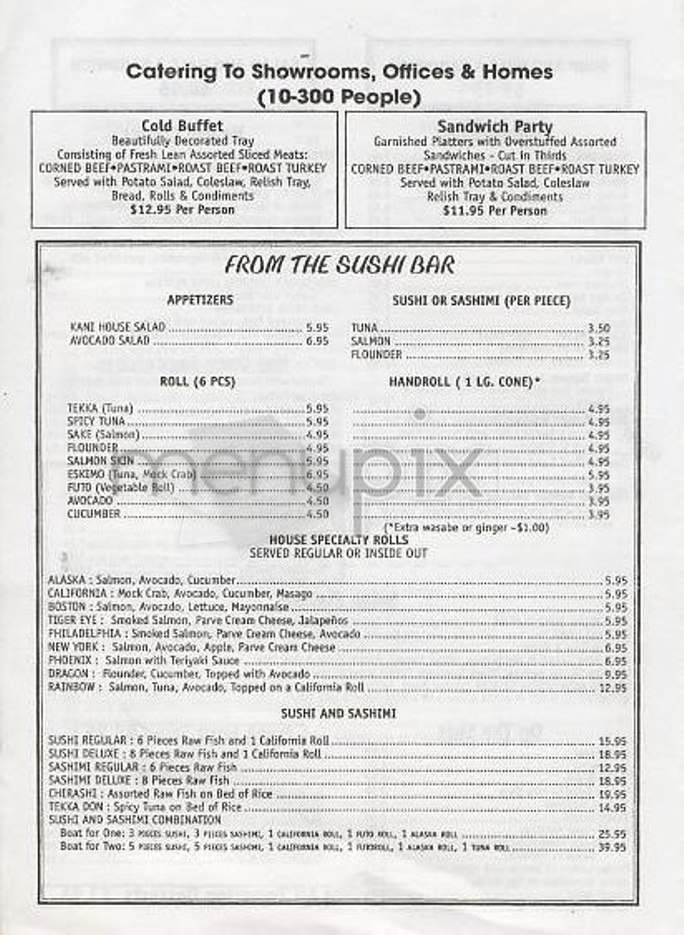 Catering To Showrooms, Offices & Homes
(10-300 People)
Cold Buffet
Beautifully Decorated Tray
Consisting of Fresh Lean Assorted Sliced Meats:
CORNED BEEF•PASTRAMI•ROAST BEEF•ROAST TURKEY
Served with Potato Salad, Coleslaw, Relish Tray,
Bread, Rolls & Condiments
$12.95 Per Person
Sandwich Party
Garnished Platters with Overstuffed Assorted
Sandwiches - Cut in Thirds
CORNED BEEF•PASTRAMI•ROAST BEEF•ROAST TURKEY
Served with Potato Salad, Coleslaw
Relish Tray & Condiments
$11.95 Per Person
FROM THE SUSHI BAR
APPETIZERS
KANI HOUSE SALAD 5.95
AVOCADO SALAD 6.95
SUSHI OR SASHIMI (PER PIECE)
TUNA 3.50
SALMON 3.25
FLOUNDER 3.25
ROLL (6 PCS) HANDROLL ( 1 LG. CONE)*
TEKKA (Tuna) 5.95 4.95
SPICY TUNA 5.95 4.95
SAKE (Salmon) 4.95 4.95
FLOUNDER 4.95 4.95
SALMON SKIN 5.95 4.95
ESKIMO (Tuna, Mock Crab) 6.95 5.95
FUTO (Vegetable Roll) 4.50 3.95
AVOCADO 4.50 3.95
CUCUMBER 4.50 3.95
(*Extra wasabe or ginger -$1.00)
menupix
HOUSE SPECIALTY ROLLS
SERVED REGULAR OR INSIDE OUT
ALASKA : Salmon, Avocado, Cucumber 5.95
CALIFORNIA : Mock Crab, Avocado, Cucumber, Masago 5.95
BOSTON : Salmon, Avocado, Lettuce, Mayonnaise 5.95
TIGER EYE : Smoked Salmon, Parve Cream Cheese, Jalapeños 5.95
PHILADELPHIA : Smoked Salmon, Parve Cream Cheese, Avocado 5.95
NEW YORK : Salmon, Avocado, Apple, Parve Cream Cheese 6.95
PHOENIX : Salmon with Teriyaki Sauce 6.95
DRAGON : Flounder, Cucumber, Topped with Avocado 9.95
RAINBOW : Salmon, Tuna, Avocado, Topped on a California Roll 12.95
SUSHI AND SASHIMI
SUSHI REGULAR : 6 Pieces Raw Fish and 1 California Roll 15.95
SUSHI DELUXE : 8 Pieces Raw Fish and 1 California Roll 18.95
SASHIMI REGULAR : 6 Pieces Raw Fish 12.95
SASHIMI DELUXE : 8 Pieces Raw Fish 18.95
CHIRASHI : Assorted Raw Fish on Bed of Rice 19.95
TEKKA DON : Spicy Tuna on Bed of Rice 14.95
SUSHI AND SASHIMI COMBINATION
Boat for One: 3 PIECES SUSHI, 3 PIECES SASHIMI, 1 CALIFORNIA ROLL, 1 FUTO ROLL, 1 ALASKA ROLL 25.55
Boat for Two: 5 PIECES SUSHI, 5 PIECES SASHIMI, 1 CALIFORNIA ROLL, 1 FUTOROLL, 1 ALASKA ROLL, 1 TUNA ROLL 39.95